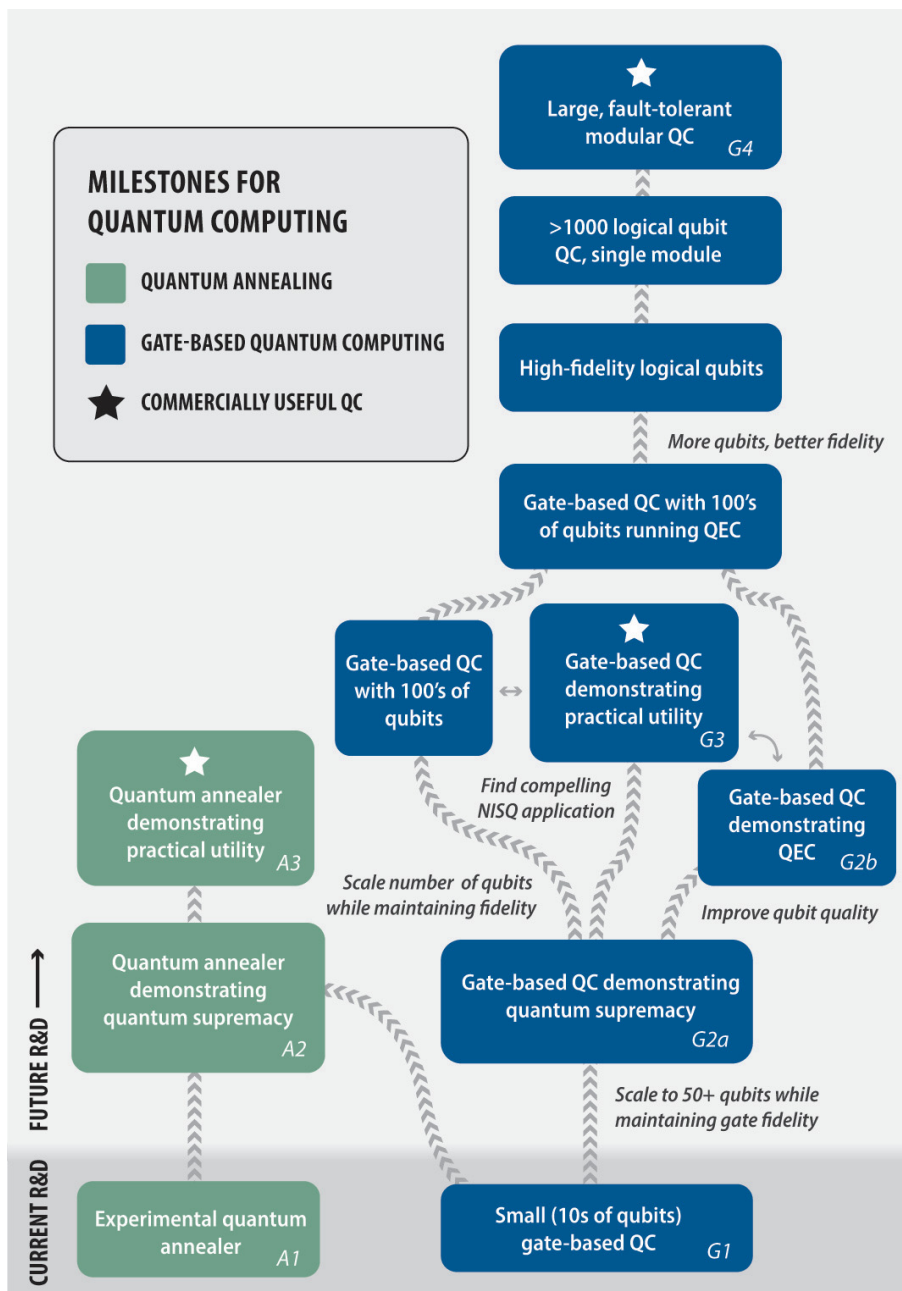 Large, fault-tolerant
modular QC
G4
MILESTONES FOR
QUANTUM COMPUTING
QUANTUM ANNEALING
GATE-BASED QUANTUM COMPUTING
COMMERCIALLY USEFUL QC
>1000 logical qubit
QC, single module
High-fidelity logical qubits
More qubits, better fidelity
Gate-based QC with 100's
of qubits running QEC
Gate-based QC
with 100's of
qubits
Gate-based QC
demonstrating
practical utility
G3
Quantum annealer
demonstrating
practical utility
A3
Find compelling
NISQ application
Gate-based QC
demonstrating
QEC
G2b
Scale number of qubits
while maintaining fidelity
Improve qubit quality
Quantum annealer
demonstrating
quantum supremacy
A2
Gate-based QC demonstrating
quantum supremacy
G2a
FUTURE R&D
Scale to 50+ qubits while
maintaining gate fidelity
CURRENT R&D
Experimental quantum
annealer
A1
Small (10s of qubits)
gate-based QC
G1